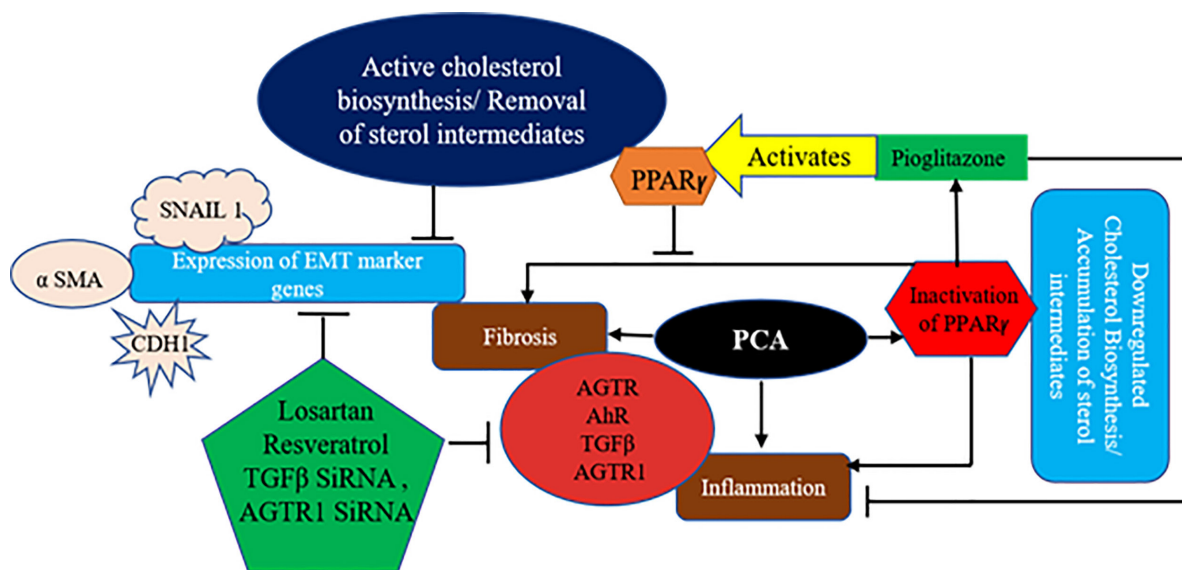 Active cholesterol
biosynthesis/ Removal
of sterol intermediates
PPARγ
Activates
Pioglitazone
SNAIL 1
α SMA
Expression of EMT marker
genes
CDH1
Fibrosis
PCA
Inactivation
of PPARγ
Downregulated
Cholesterol Biosynthesis/
Accumulation of sterol
intermediates
Losartan
Resveratrol
TGFβ SiRNA ,
AGTR1 SiRNA
AGTR
AhR
TGFβ
AGTR1
Inflammation